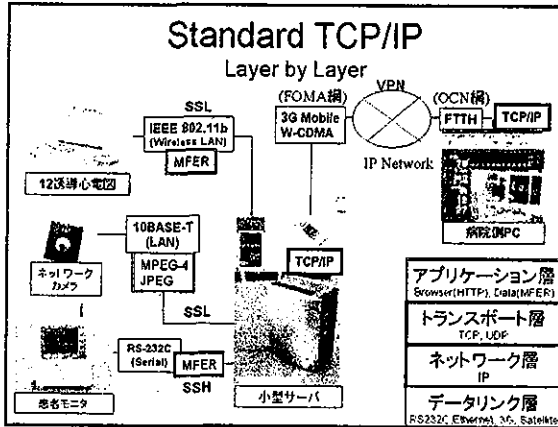 Standard TCP/IP
Layer by Layer
SSL
IEEE 802.11b
(Wireless LAN)
MFER
12誘導心電図
(FOMA網)
3G Mobile
W-CDMA
VPN
IP Network
(OCN網)
FTTH
TCP/IP
病院側PC
10BASE-T
(LAN)
MPEG-4
JPEG
ネットワーク
カメラ
SSL
TCP/IP
RS-232C
(Serial)
MFER
SSH
小型サーバ
モニタ
アプリケーション層
Browser(HTTP), Data(MFER)
トランスポート層
TCP, UDP
ネットワーク層
IP
データリンク層
RS232C, Ethernet, 3G, Satellite